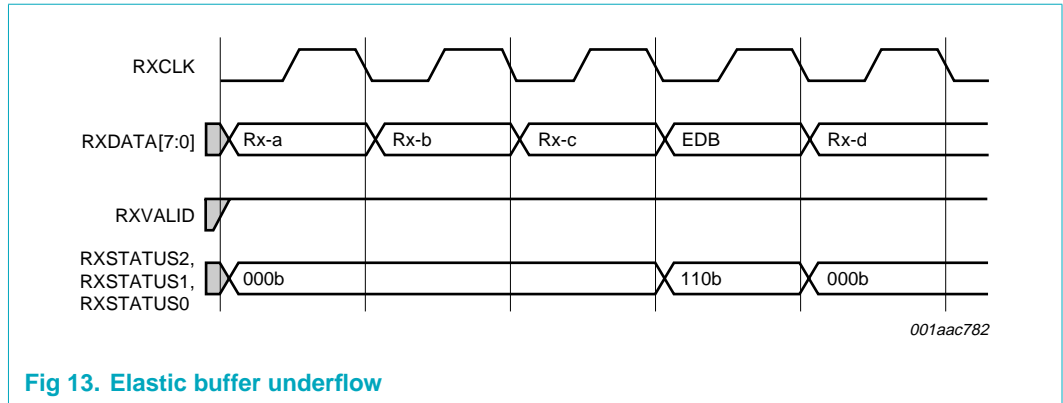 RXCLK
RXDATA[7:0] Rx-a Rx-b Rx-c EDB Rx-d
RXVALID
RXSTATUS2,
RXSTATUS1, 000b 110b 000b
RXSTATUS0
001aac782
Fig 13. Elastic buffer underflow